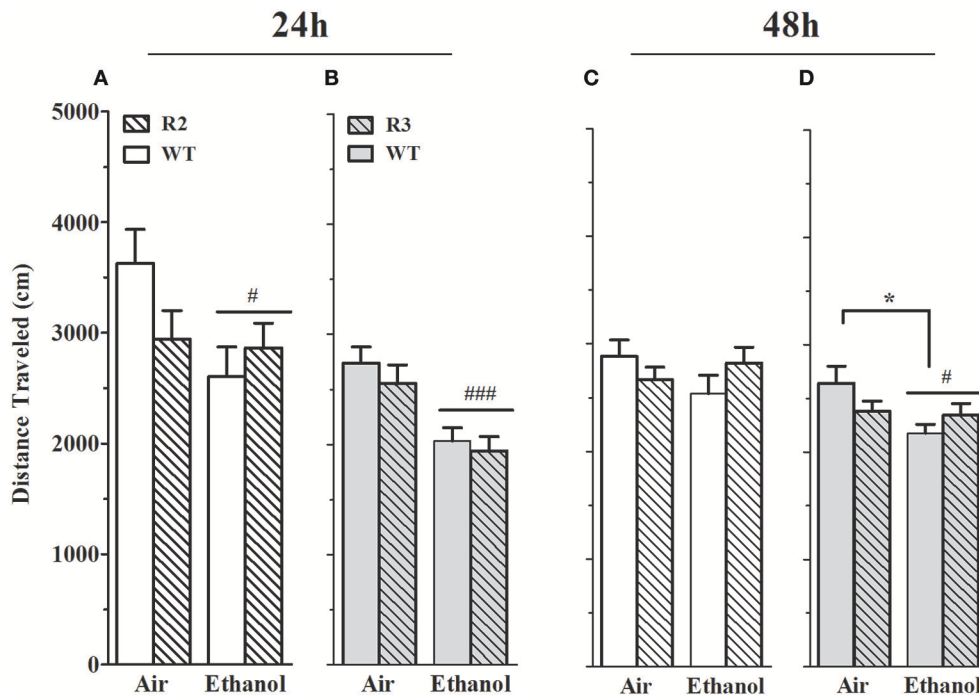 24h 48h
A B C D
5000
4000
3000
2000
1000
0
Distance Traveled (cm)
R2
WT
R3
WT
#
###
*
#
Air Ethanol Air Ethanol Air Ethanol Air Ethanol